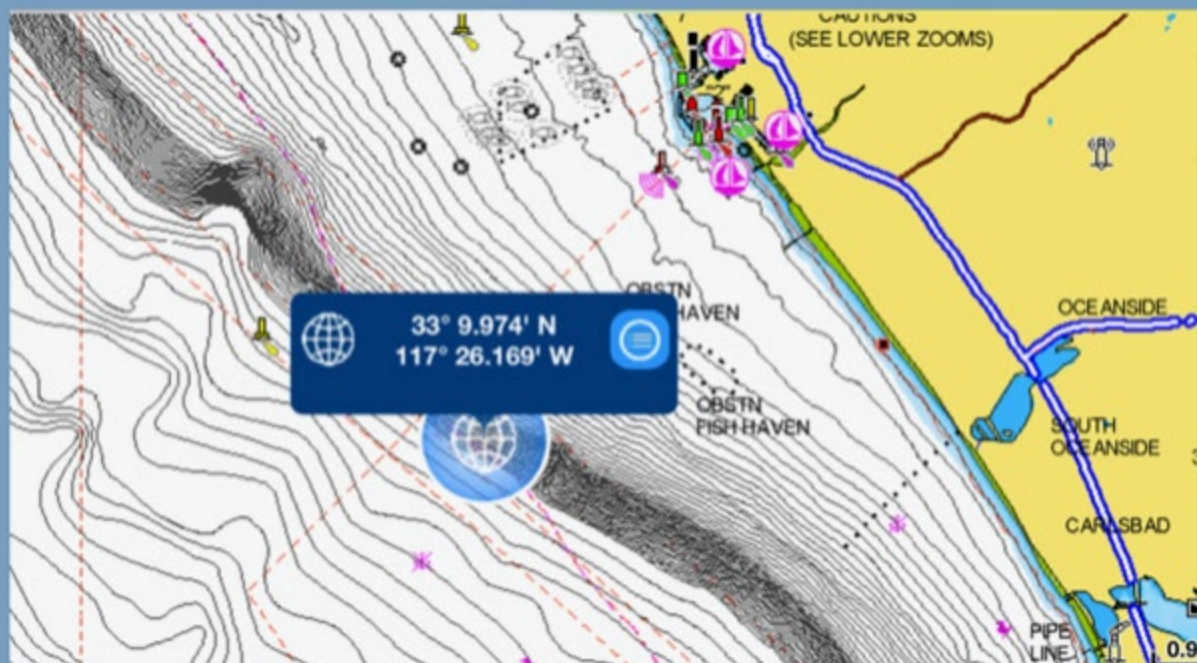 CAUTIONS
(SEE LOWER ZOOMS)
OBSTN
HAVEN
33° 9.974' N
117° 26.169' W
OCEANSIDE
OBSTN
FISH HAVEN
SOUTH
OCEANSIDE
CARLSBAD
PIPE
LINE
0.9